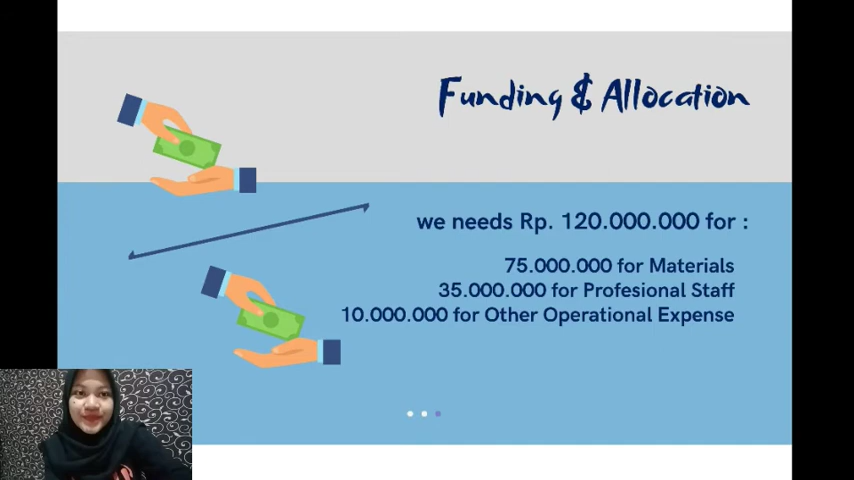 Funding & Allocation
we needs Rp. 120.000.000 for :
75.000.000 for Materials
35.000.000 for Profesional Staff
10.000.000 for Other Operational Expense